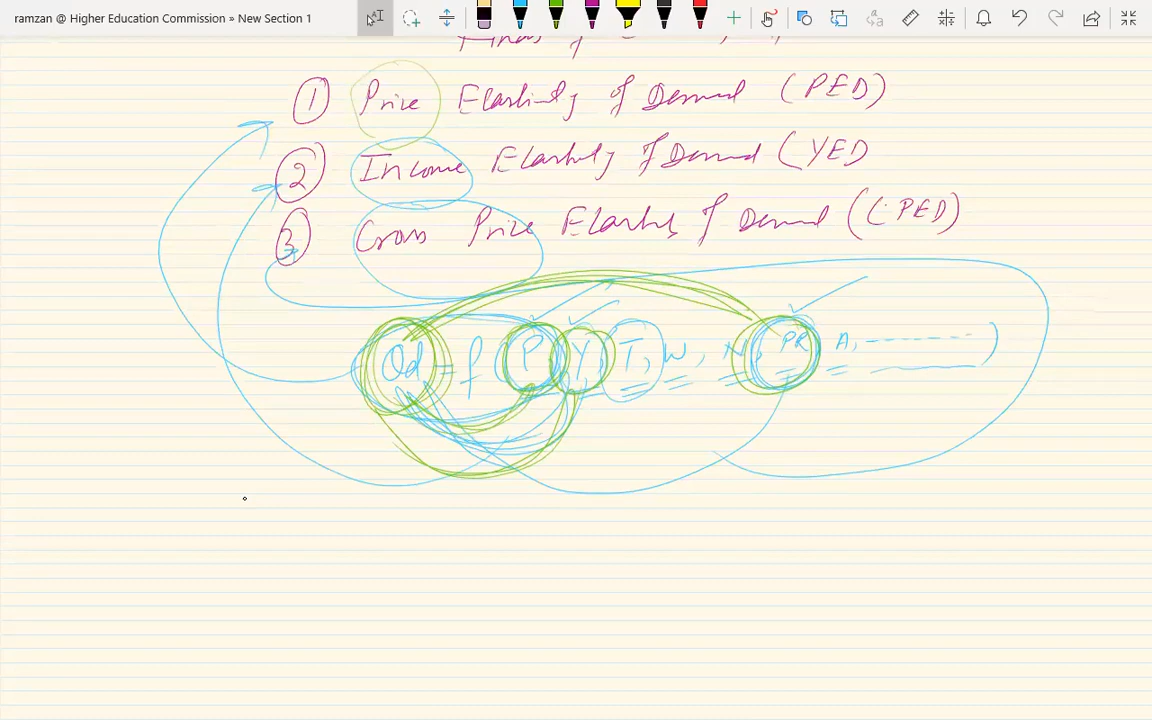 ramzan @ Higher Education Commission » New Section 1
① Price Elasticity of Demand (PED)
② Income Elasticity of Demand (YED
③ Cross Price Elasticity of Demand (CPED)
Qd = f (P, Y, T, W, N, PR, A, -------- )